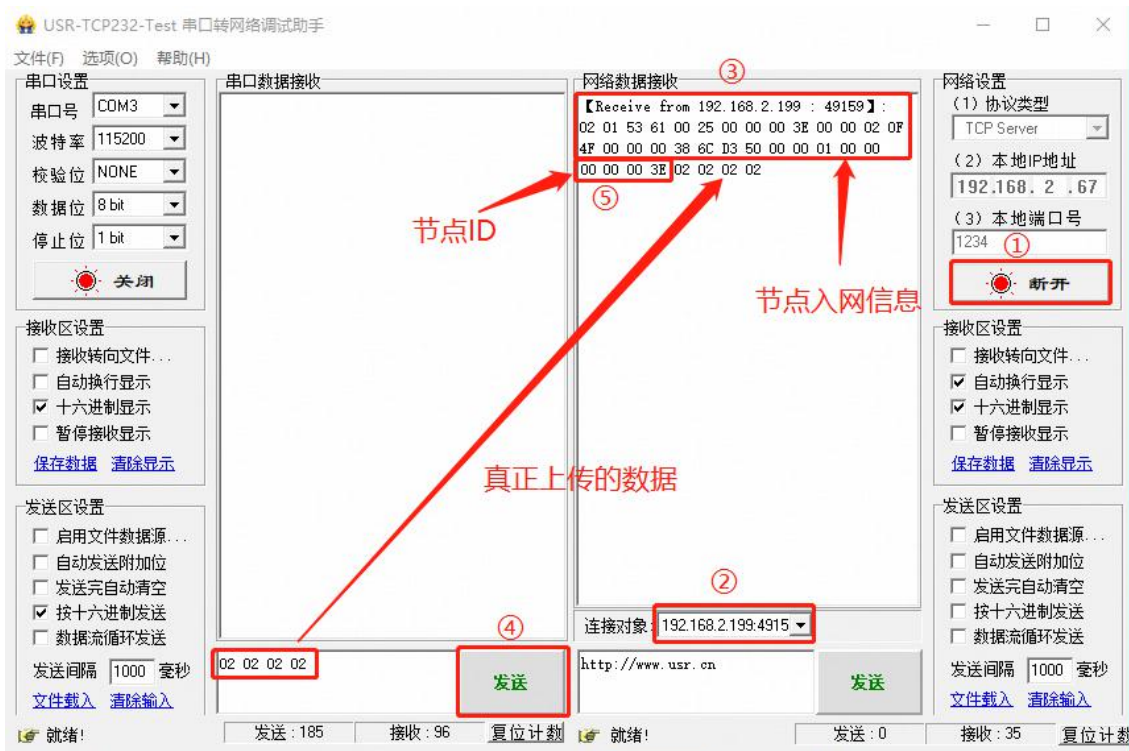 USR-TCP232-Test 串口转网络调试助手
文件(F) 选项(O) 帮助(H)
串口设置
串口号 COM3
波特率 115200
校验位 NONE
数据位 8 bit
停止位 1 bit
关闭
接收区设置
接收转向文件...
自动换行显示
十六进制显示
暂停接收显示
保存数据 清除显示
发送区设置
启用文件数据源...
自动发送附加位
发送完自动清空
按十六进制发送
数据流循环发送
发送间隔 1000 毫秒
文件载入 清除输入
就绪!
串口数据接收
02 02 02 02
④
发送
发送:185 接收:96 复位计数
网络数据接收
③
【Receive from 192.168.2.199 : 49159】:
02 01 53 61 00 25 00 00 00 3E 00 00 02 0F
4F 00 00 00 38 6C D3 50 00 00 01 00 00
00 00 00 3E 02 02 02 02
⑤
节点ID
节点入网信息
真正上传的数据
②
连接对象: 192.168.2.199:4915
http://www.usr.cn
发送
就绪!
发送:0 接收:35 复位计数
网络设置
(1) 协议类型
TCP Server
(2) 本地IP地址
192.168. 2 .67
(3) 本地端口号
1234
①
断开
接收区设置
接收转向文件...
自动换行显示
十六进制显示
暂停接收显示
保存数据 清除显示
发送区设置
启用文件数据源...
自动发送附加位
发送完自动清空
按十六进制发送
数据流循环发送
发送间隔 1000 毫秒
文件载入 清除输入